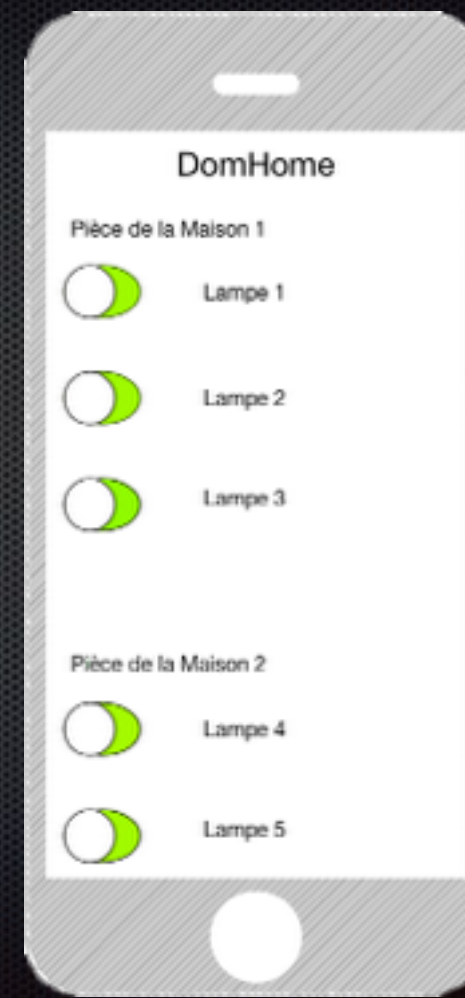 DomHome
Pièce de la Maison 1
Lampe 1
Lampe 2
Lampe 3
Pièce de la Maison 2
Lampe 4
Lampe 5